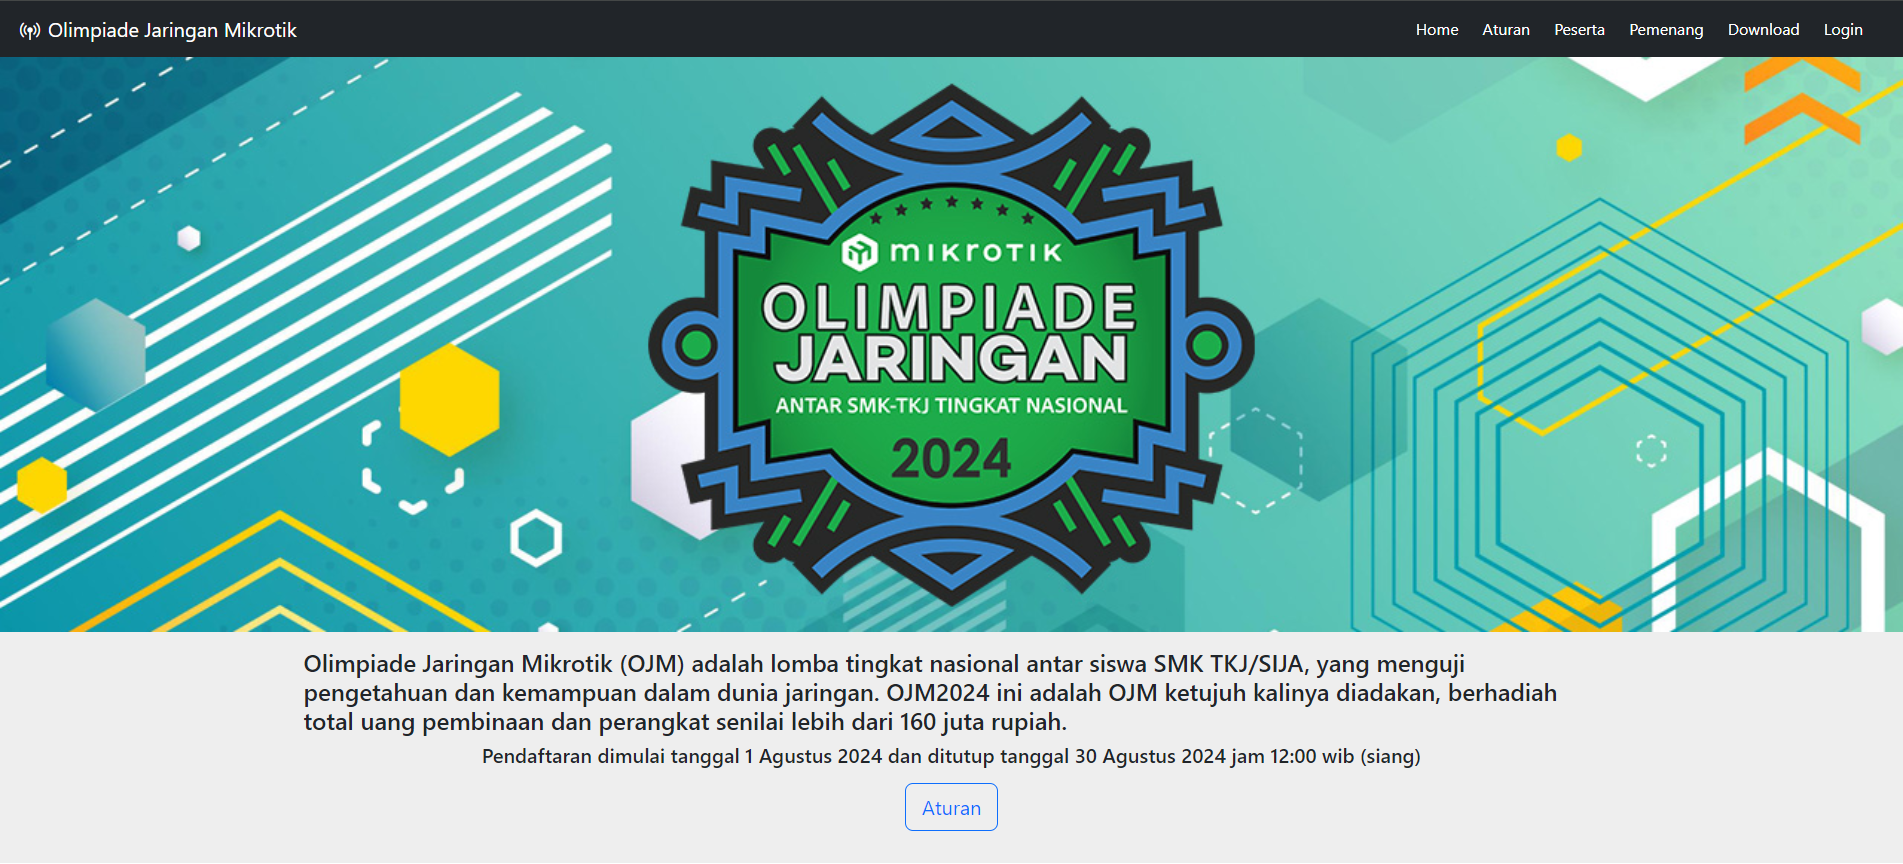 Olimpiade Jaringan Mikrotik
Home Aturan Peserta Pemenang Download Login
mikrotik
OLIMPIADE
JARINGAN
ANTAR SMK-TKJ TINGKAT NASIONAL
2024
Olimpiade Jaringan Mikrotik (OJM) adalah lomba tingkat nasional antar siswa SMK TKJ/SIJA, yang menguji
pengetahuan dan kemampuan dalam dunia jaringan. OJM2024 ini adalah OJM ketujuh kalinya diadakan, berhadiah
total uang pembinaan dan perangkat senilai lebih dari 160 juta rupiah.
Pendaftaran dimulai tanggal 1 Agustus 2024 dan ditutup tanggal 30 Agustus 2024 jam 12:00 wib (siang)
Aturan